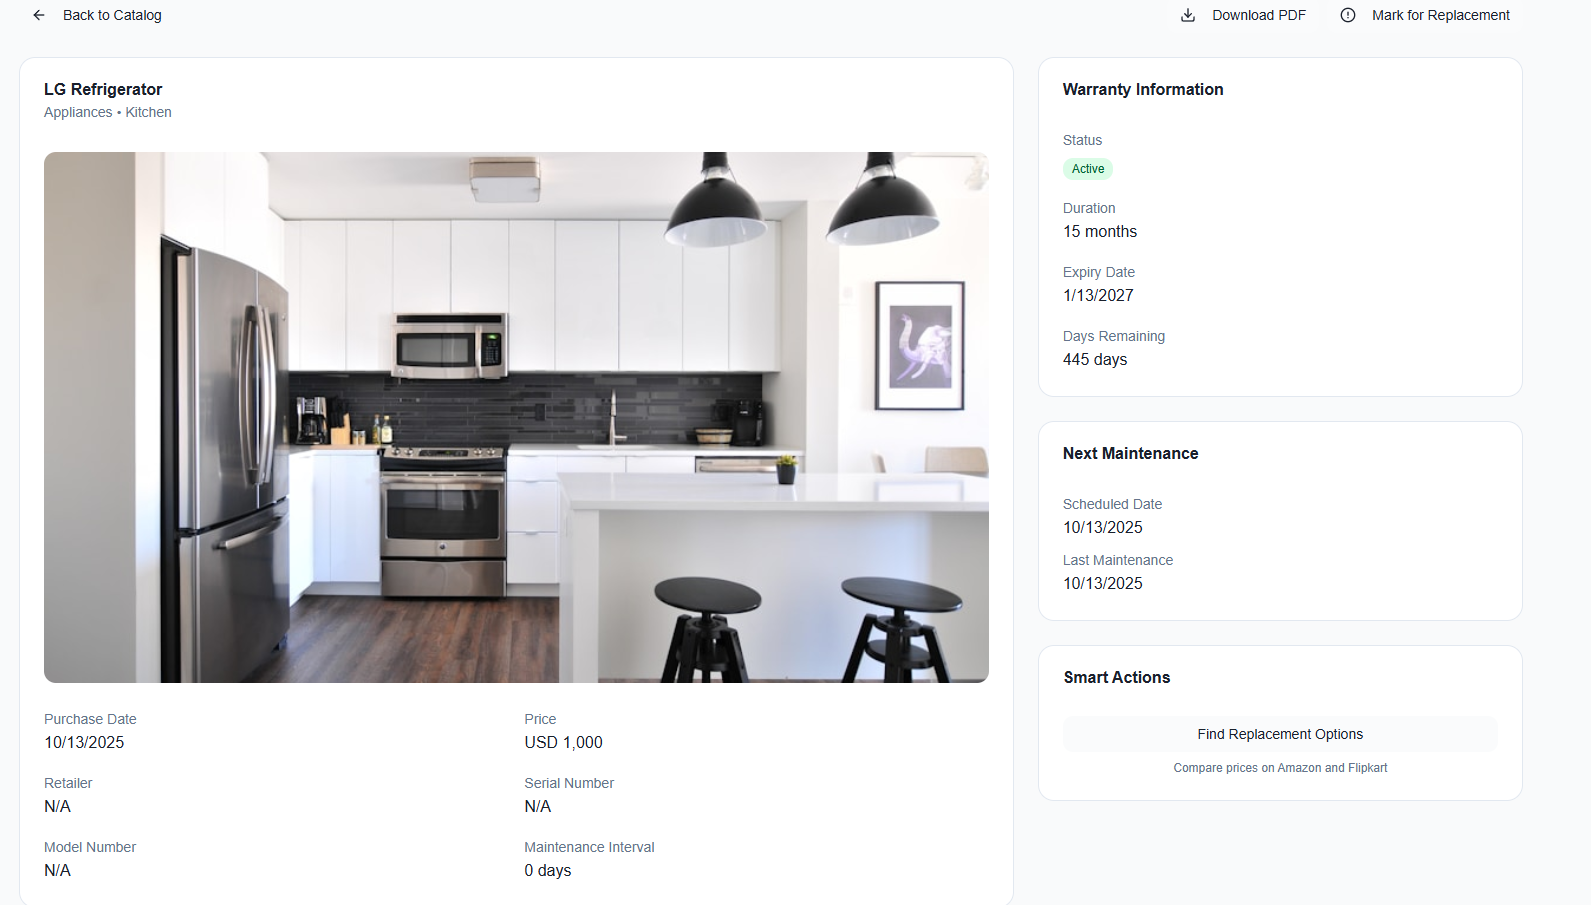 Back to Catalog
Download PDF
Mark for Replacement
LG Refrigerator
Appliances • Kitchen
Purchase Date
10/13/2025
Price
USD 1,000
Retailer
N/A
Serial Number
N/A
Model Number
N/A
Maintenance Interval
0 days
Warranty Information
Status
Active
Duration
15 months
Expiry Date
1/13/2027
Days Remaining
445 days
Next Maintenance
Scheduled Date
10/13/2025
Last Maintenance
10/13/2025
Smart Actions
Find Replacement Options
Compare prices on Amazon and Flipkart